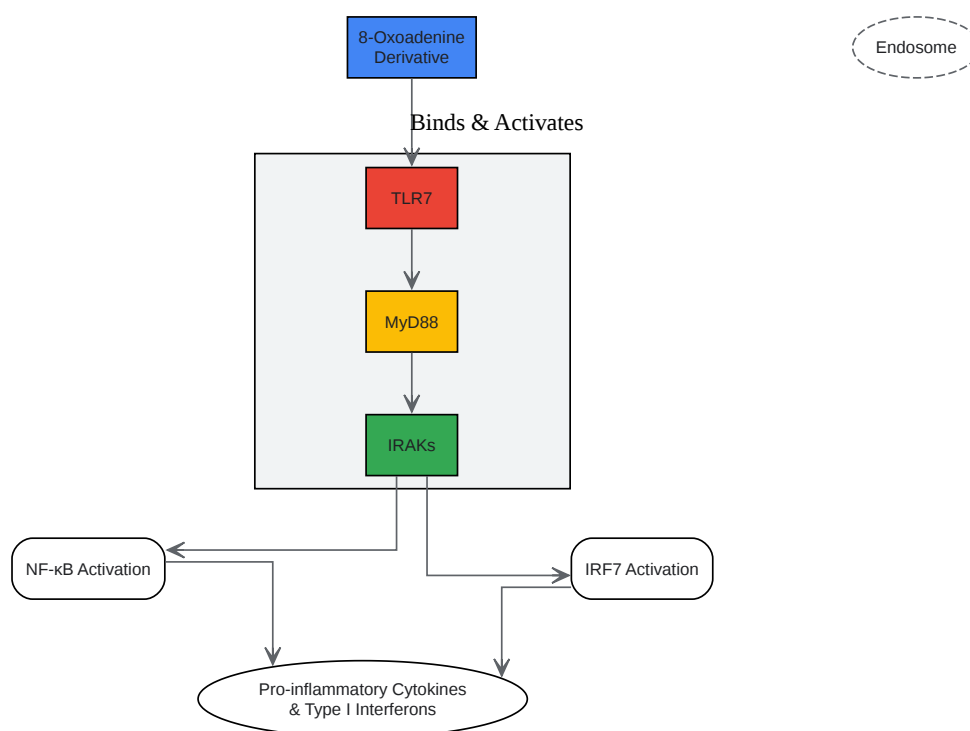 8-Oxoadenine
Derivative
Endosome
Binds & Activates
TLR7
MyD88
IRAKs
NF-κB Activation
IRF7 Activation
Pro-inflammatory Cytokines
& Type I Interferons